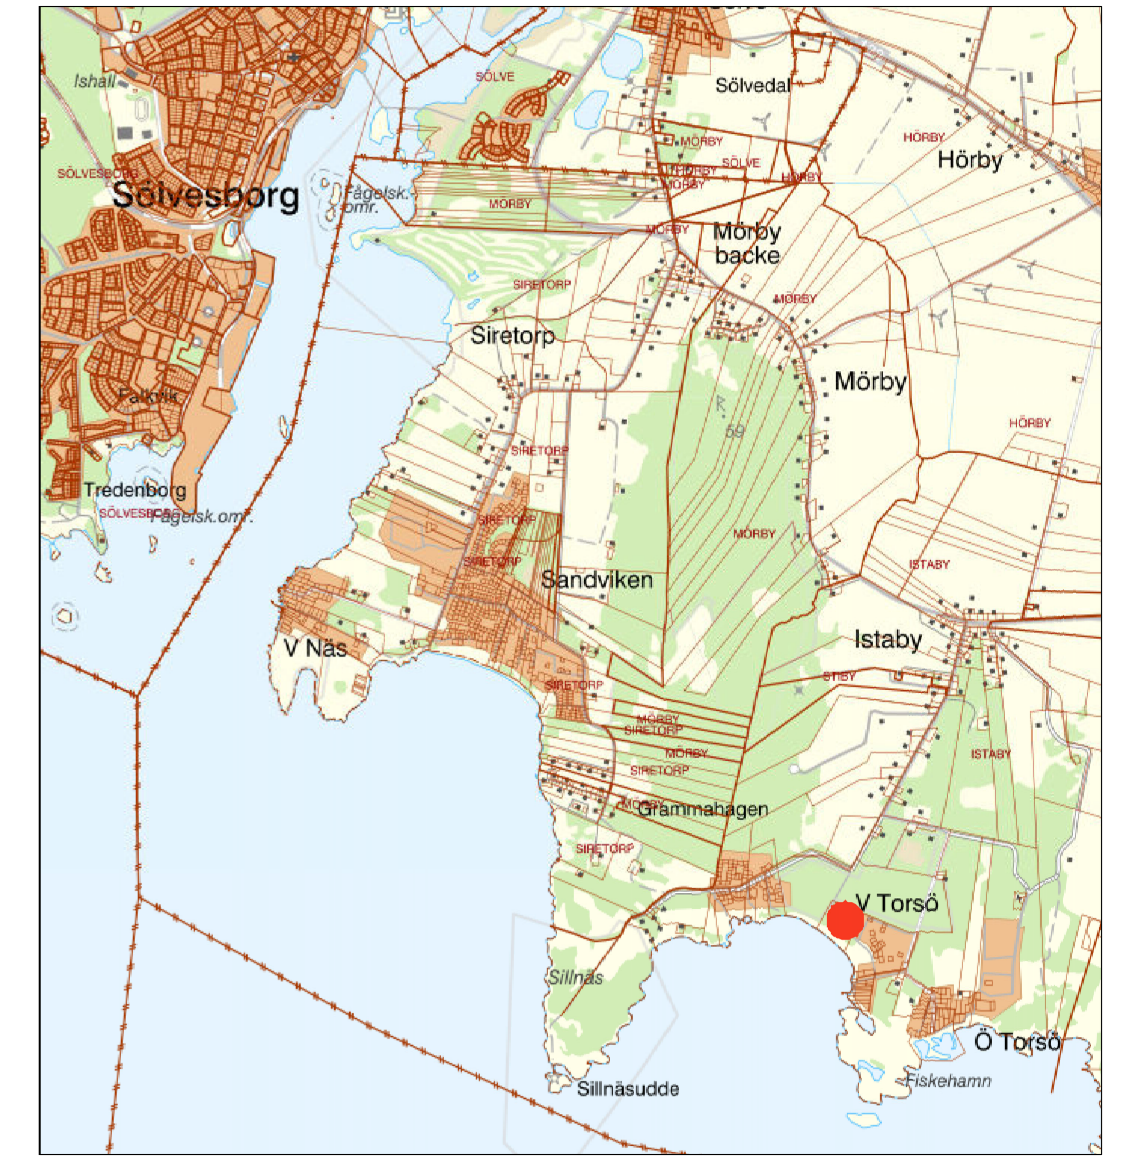 Ishall
SÖLVE
Sölvedal
HÖRBY
MÖRBY
Hörby
SÖLVE
SÖLVESBORG
HÖRBY
HÖRBY
MÖRBY
Sölvesborg
Fågelsk.-
omr.
MÖRBY
MÖRBY
Mörby
backe
SIRETORP
MÖRBY
Siretorp
Mörby
Falkvik
59
HÖRBY
SIRETORP
Tredenborg
SÖLVESBORG
Fågelsk.omr.
SIRETORP
MÖRBY
SIRETORP
ISTABY
Sandviken
Istaby
V Näs
STIBY
SIRETORP
MÖRBY
SIRETORP
MÖRBY
ISTABY
SIRETORP
MÖRBY
Grammahagen
SIRETORP
V Torsö
Sillnäs
Ö Torsö
Fiskehamn
Sillnäsudde